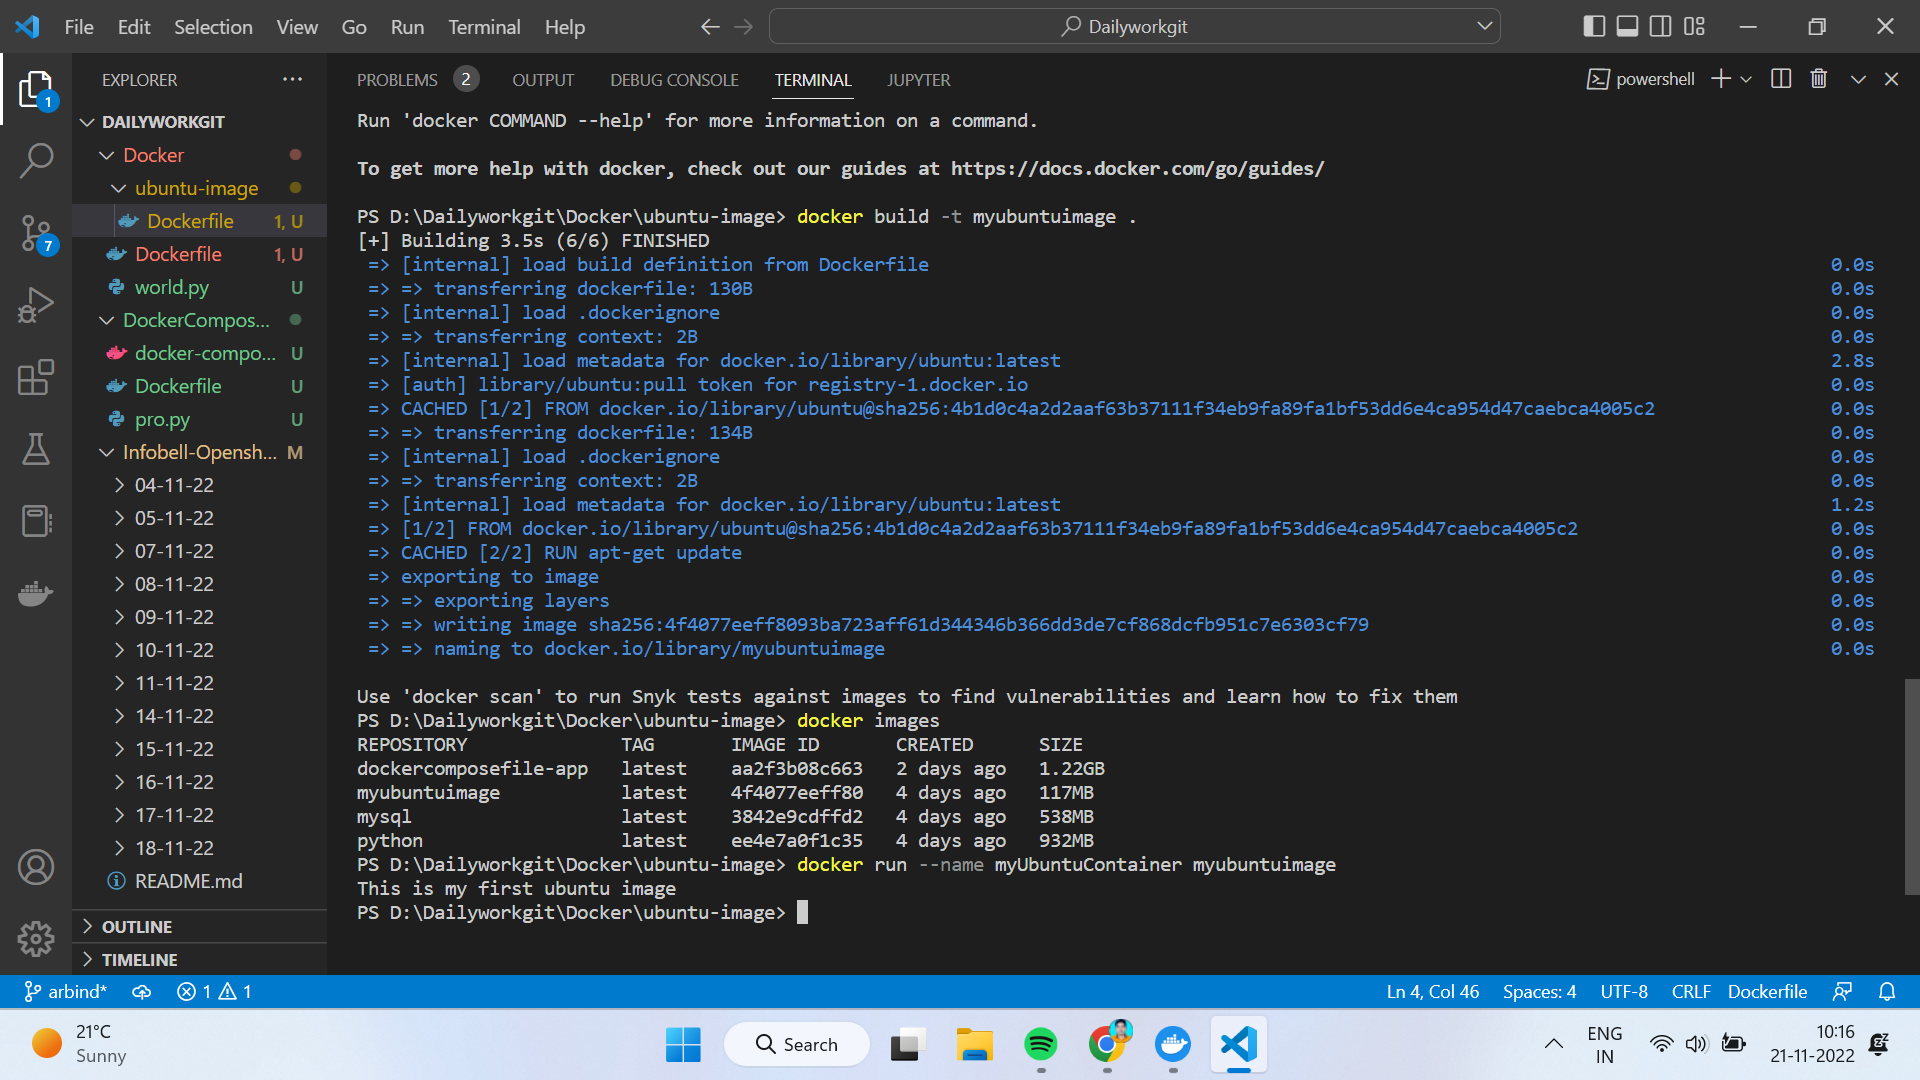 File Edit Selection View Go Run Terminal Help
Dailyworkgit
EXPLORER
1
7
DAILYWORKGIT
Docker
ubuntu-image
Dockerfile 1, U
Dockerfile 1, U
world.py U
DockerCompos...
docker-compo... U
Dockerfile U
pro.py U
Infobell-Opensh... M
04-11-22
05-11-22
07-11-22
08-11-22
09-11-22
10-11-22
11-11-22
14-11-22
15-11-22
16-11-22
17-11-22
18-11-22
README.md
OUTLINE
TIMELINE
PROBLEMS 2 OUTPUT DEBUG CONSOLE TERMINAL JUPYTER
powershell
Run 'docker COMMAND --help' for more information on a command.
To get more help with docker, check out our guides at https://docs.docker.com/go/guides/
PS D:\Dailyworkgit\Docker\ubuntu-image> docker build -t myubuntuimage .
[+] Building 3.5s (6/6) FINISHED
=> [internal] load build definition from Dockerfile 0.0s
=> => transferring dockerfile: 130B 0.0s
=> [internal] load .dockerignore 0.0s
=> => transferring context: 2B 0.0s
=> [internal] load metadata for docker.io/library/ubuntu:latest 2.8s
=> [auth] library/ubuntu:pull token for registry-1.docker.io 0.0s
=> CACHED [1/2] FROM docker.io/library/ubuntu@sha256:4b1d0c4a2d2aaf63b37111f34eb9fa89fa1bf53dd6e4ca954d47caebca4005c2 0.0s
=> => transferring dockerfile: 134B 0.0s
=> [internal] load .dockerignore 0.0s
=> => transferring context: 2B 0.0s
=> [internal] load metadata for docker.io/library/ubuntu:latest 1.2s
=> [1/2] FROM docker.io/library/ubuntu@sha256:4b1d0c4a2d2aaf63b37111f34eb9fa89fa1bf53dd6e4ca954d47caebca4005c2 0.0s
=> CACHED [2/2] RUN apt-get update 0.0s
=> exporting to image 0.0s
=> => exporting layers 0.0s
=> => writing image sha256:4f4077eeff8093ba723aff61d344346b366dd3de7cf868dcfb951c7e6303cf79 0.0s
=> => naming to docker.io/library/myubuntuimage 0.0s
Use 'docker scan' to run Snyk tests against images to find vulnerabilities and learn how to fix them
PS D:\Dailyworkgit\Docker\ubuntu-image> docker images
REPOSITORY TAG IMAGE ID CREATED SIZE
dockercomposefile-app latest aa2f3b08c663 2 days ago 1.22GB
myubuntuimage latest 4f4077eeff80 4 days ago 117MB
mysql latest 3842e9cdffd2 4 days ago 538MB
python latest ee4e7a0f1c35 4 days ago 932MB
PS D:\Dailyworkgit\Docker\ubuntu-image> docker run --name myUbuntuContainer myubuntuimage
This is my first ubuntu image
PS D:\Dailyworkgit\Docker\ubuntu-image>
arbind* 1 1 Ln 4, Col 46 Spaces: 4 UTF-8 CRLF Dockerfile
21°C
Sunny
Search
ENG
IN
10:16
21-11-2022